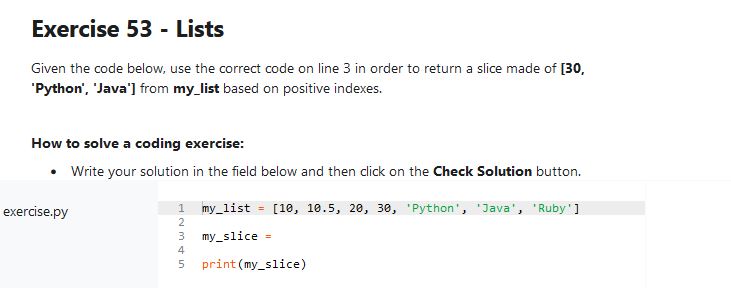 Exercise 53 - Lists
Given the code below, use the correct code on line 3 in order to return a slice made of [30,
'Python', 'Java'] from my_list based on positive indexes.
How to solve a coding exercise:
• Write your solution in the field below and then click on the Check Solution button.
exercise.py
1 my_list = [10, 10.5, 20, 30, 'Python', 'Java', 'Ruby']
2
3 my_slice =
4
5 print(my_slice)